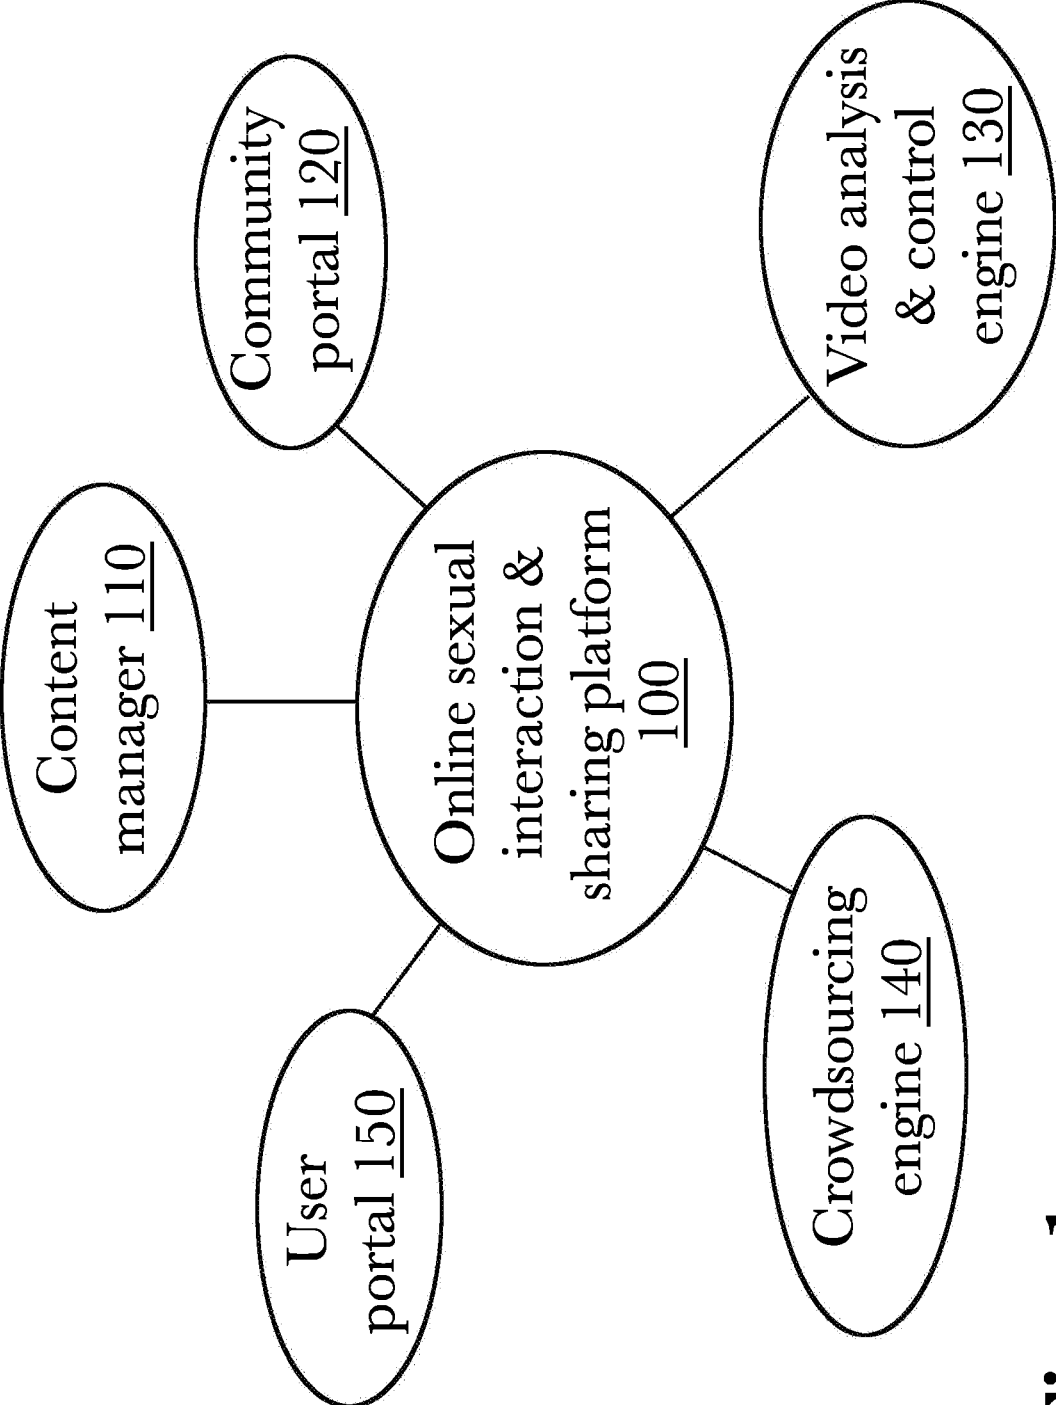 Content
manager 110
Community
portal 120
User
portal 150
Online sexual
interaction &
sharing platform
100
Video analysis
& control
engine 130
Crowdsourcing
engine 140